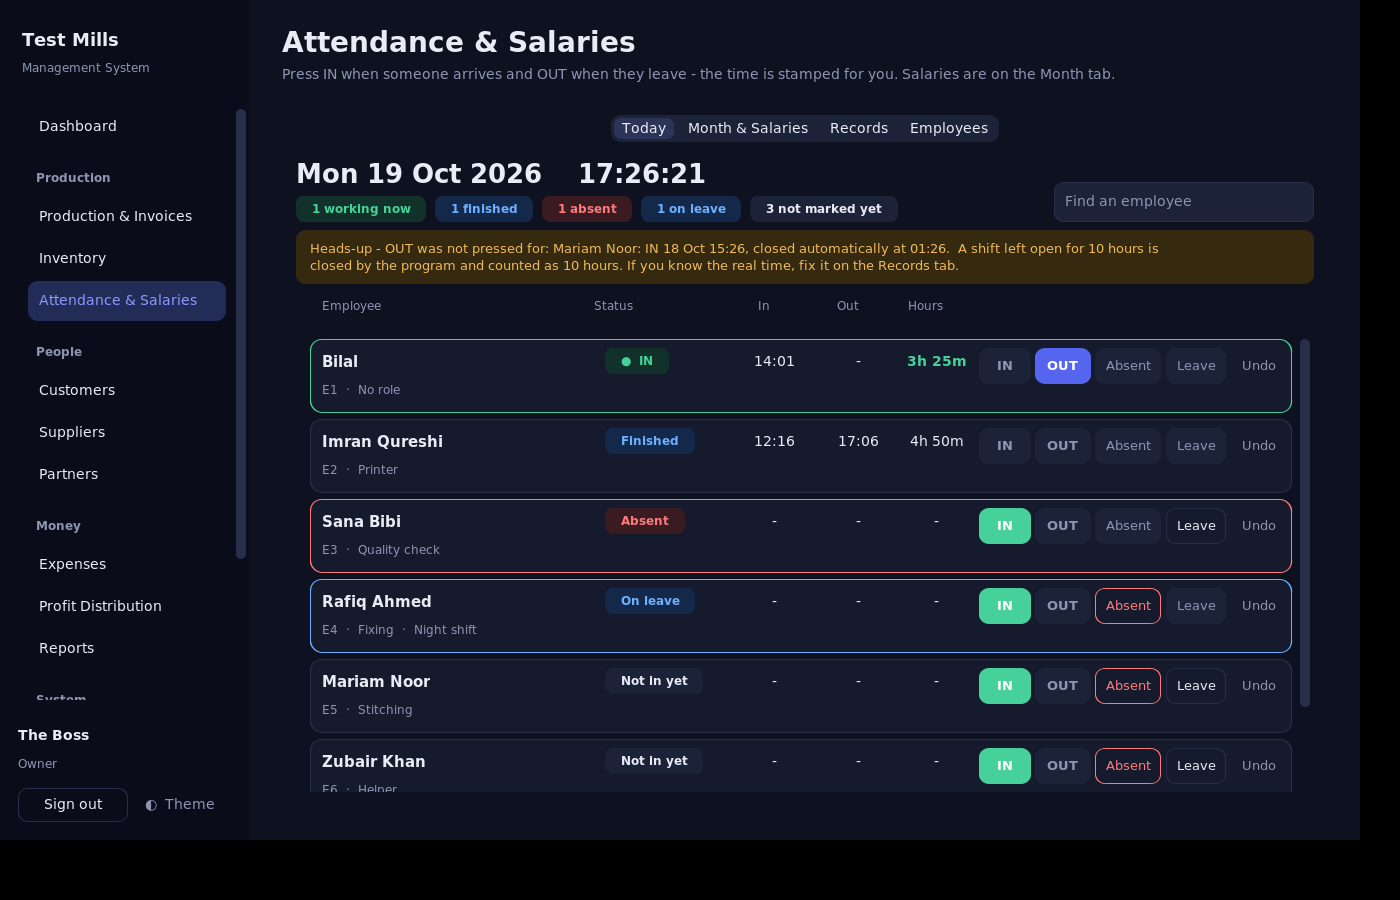 Test Mills
Management System
Dashboard
Production
Production & Invoices
Inventory
Attendance & Salaries
People
Customers
Suppliers
Partners
Money
Expenses
Profit Distribution
Reports
System
The Boss
Owner
Sign out
◐ Theme
Attendance & Salaries
Press IN when someone arrives and OUT when they leave - the time is stamped for you. Salaries are on the Month tab.
Today Month & Salaries Records Employees
Mon 19 Oct 2026 17:26:21
1 working now 1 finished 1 absent 1 on leave 3 not marked yet
Find an employee
Heads-up - OUT was not pressed for: Mariam Noor: IN 18 Oct 15:26, closed automatically at 01:26. A shift left open for 10 hours is
closed by the program and counted as 10 hours. If you know the real time, fix it on the Records tab.
Employee Status In Out Hours
Bilal ● IN 14:01 - 3h 25m IN OUT Absent Leave Undo
E1 · No role
Imran Qureshi Finished 12:16 17:06 4h 50m IN OUT Absent Leave Undo
E2 · Printer
Sana Bibi Absent - - - IN OUT Absent Leave Undo
E3 · Quality check
Rafiq Ahmed On leave - - - IN OUT Absent Leave Undo
E4 · Fixing · Night shift
Mariam Noor Not in yet - - - IN OUT Absent Leave Undo
E5 · Stitching
Zubair Khan Not in yet - - - IN OUT Absent Leave Undo
E6 · Helper